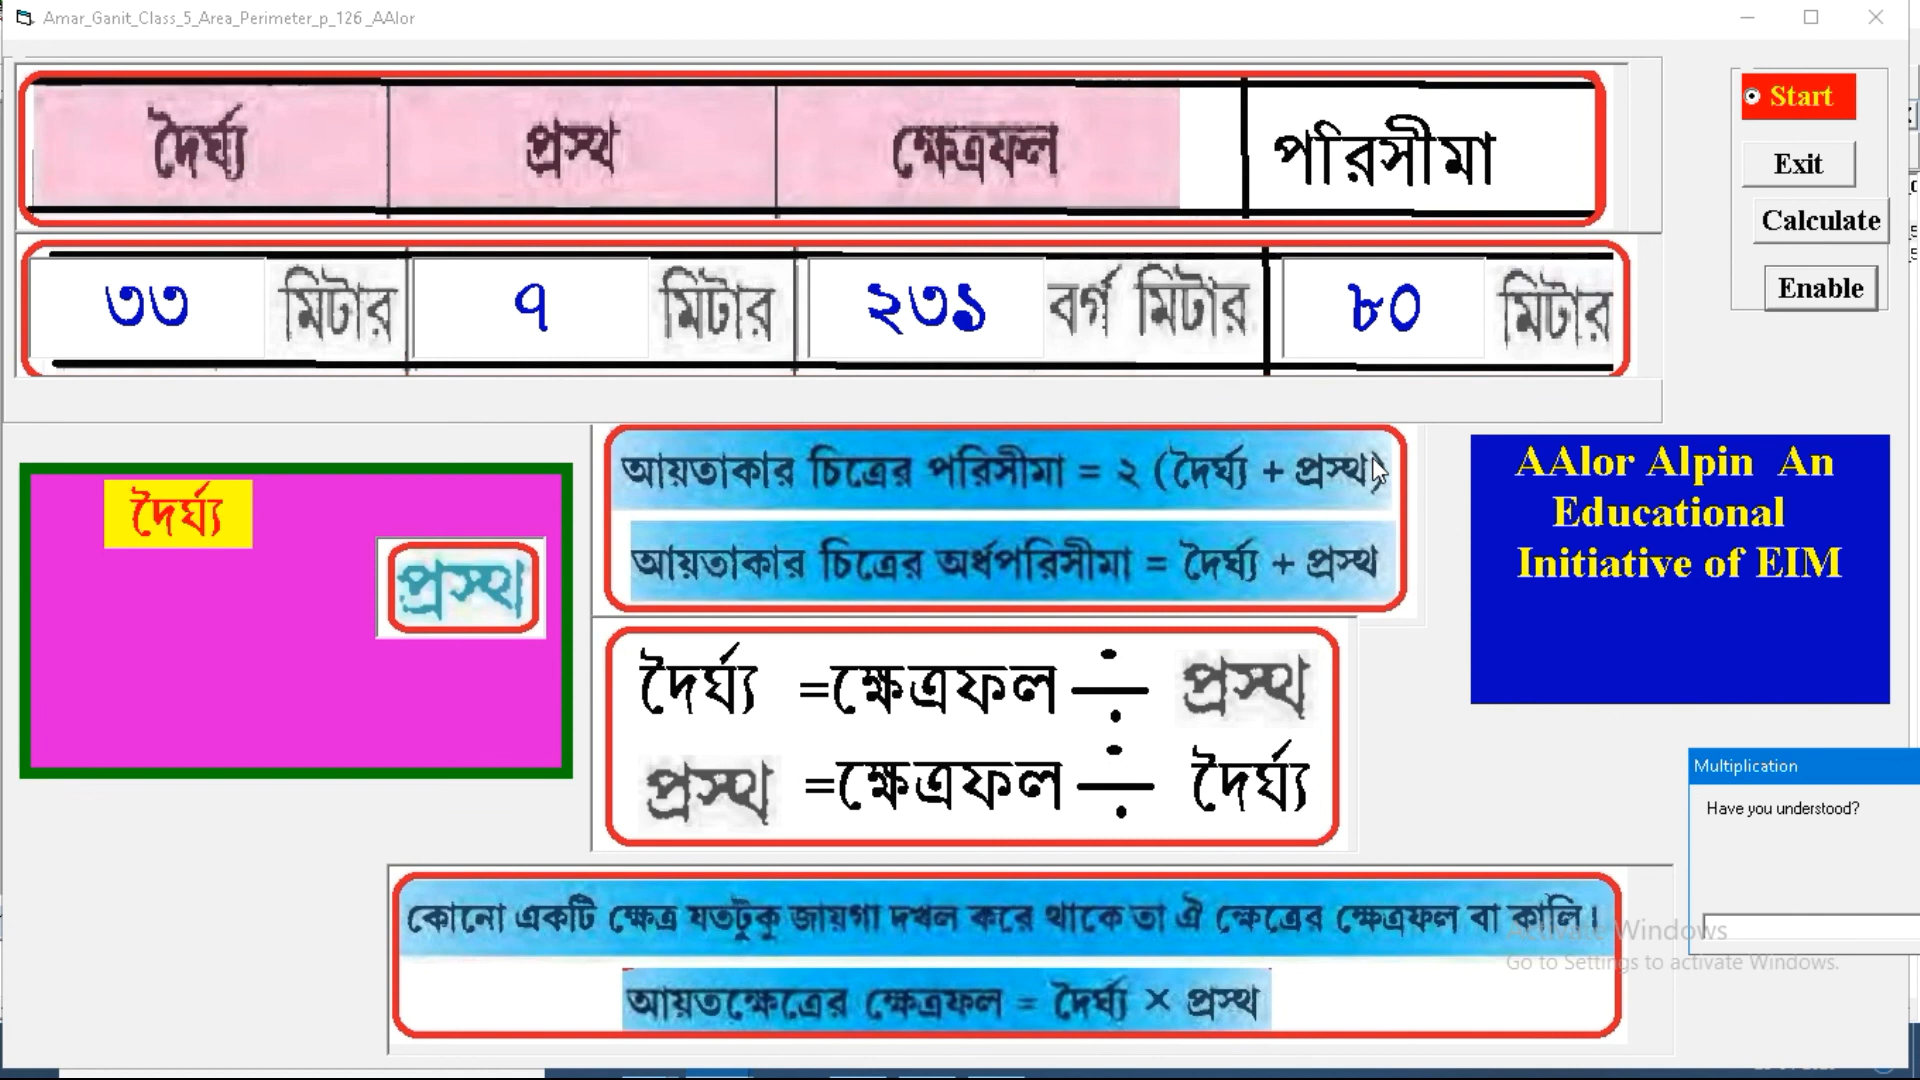 Amar_Ganit_Class_5_Area_Perimeter_p_126_AAlor
দৈর্ঘ্য প্রস্থ ক্ষেত্রফল পরিসীমা
৩৩ মিটার ৭ মিটার ২৩১ বর্গ মিটার ৮০ মিটার
Start
Exit
Calculate
Enable
দৈর্ঘ্য
প্রস্থ
আয়তাকার চিত্রের পরিসীমা = ২ (দৈর্ঘ্য + প্রস্থ)
আয়তাকার চিত্রের অর্ধপরিসীমা = দৈর্ঘ্য + প্রস্থ
দৈর্ঘ্য =ক্ষেত্রফল ÷ প্রস্থ
প্রস্থ =ক্ষেত্রফল ÷ দৈর্ঘ্য
AAlor Alpin An
Educational
Initiative of EIM
Multiplication
Have you understood?
কোনো একটি ক্ষেত্র যতটুকু জায়গা দখল করে থাকে তা ঐ ক্ষেত্রের ক্ষেত্রফল বা কালি।
আয়তক্ষেত্রের ক্ষেত্রফল = দৈর্ঘ্য × প্রস্থ
Activate Windows
Go to Settings to activate Windows.